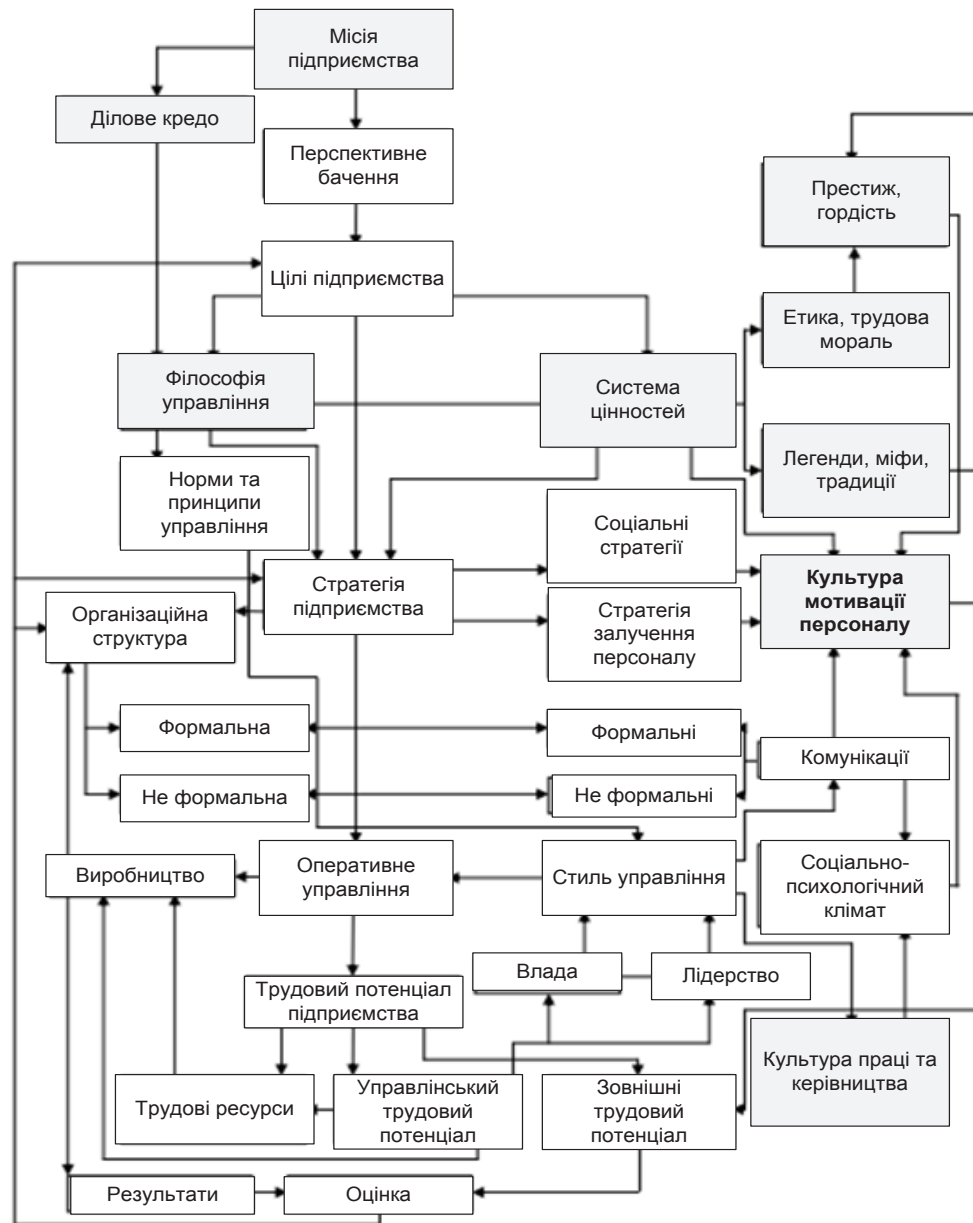 Місія
підприємства
Ділове кредо
Перспективне
бачення
Престиж,
гордість
Цілі підприємства
Етика, трудова
мораль
Філософія
управління
Система
цінностей
Легенди, міфи,
традиції
Норми та
принципи
управління
Соціальні
стратегії
Стратегія
підприємства
Культура
мотивації
персоналу
Організаційна
структура
Стратегія
залучення
персоналу
Формальна
Формальні
Комунікації
Не формальна
Не формальні
Виробництво
Оперативне
управління
Стиль управління
Соціально-
психологічний
клімат
Влада
Лідерство
Трудовий потенціал
підприємства
Культура праці та
керівництва
Трудові ресурси
Управлінський
трудовий
потенціал
Зовнішні
трудовий
потенціал
Результати
Оцінка